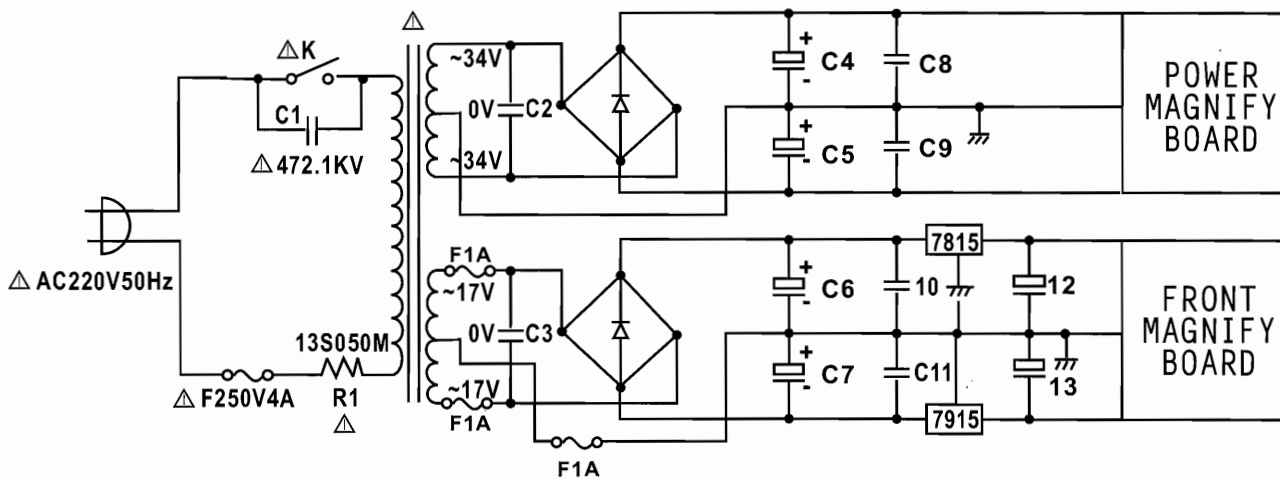 K
C1
472.1KV
AC220V50Hz
F250V4A
13S050M
R1
~34V
0V
C2
~34V
C4
C5
C8
C9
POWER
MAGNIFY
BOARD
F1A
~17V
0V
C3
~17V
F1A
F1A
C6
C7
10
C11
7815
7915
12
13
FRONT
MAGNIFY
BOARD